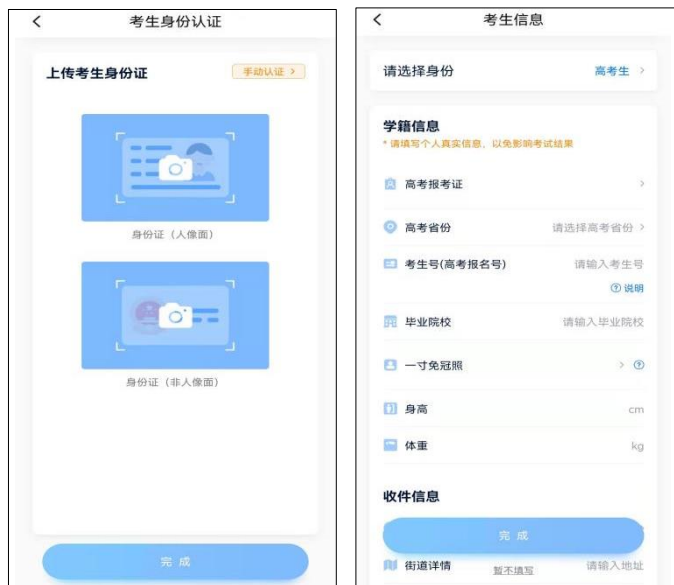 考生身份认证
上传考生身份证
手动认证 >
身份证（人像面）
身份证（非人像面）
完成
考生信息
请选择身份 高考生 >
学籍信息
* 请填写个人真实信息，以免影响考试结果
高考报考证 >
高考省份 请选择高考省份 >
考生号(高考报名号) 请输入考生号
? 说明
毕业院校 请输入毕业院校
一寸免冠照 > ?
身高 cm
体重 kg
收件信息
完成
街道详情 暂不填写 请输入地址